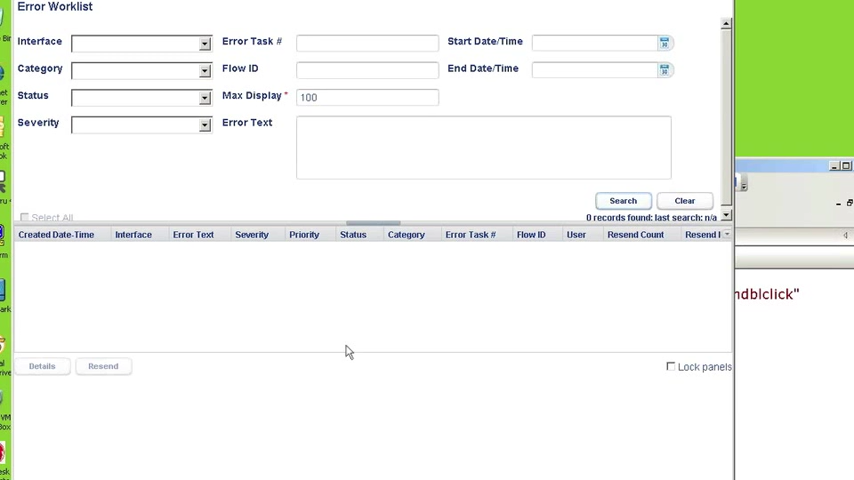 Error Worklist
Interface Error Task # Start Date/Time
Category Flow ID End Date/Time
Status Max Display * 100
Severity Error Text
Search Clear
Select All 0 records found: last search: n/a
Created Date-Time Interface Error Text Severity Priority Status Category Error Task # Flow ID User Resend Count Resend
ndblclick"
Details Resend Lock panels